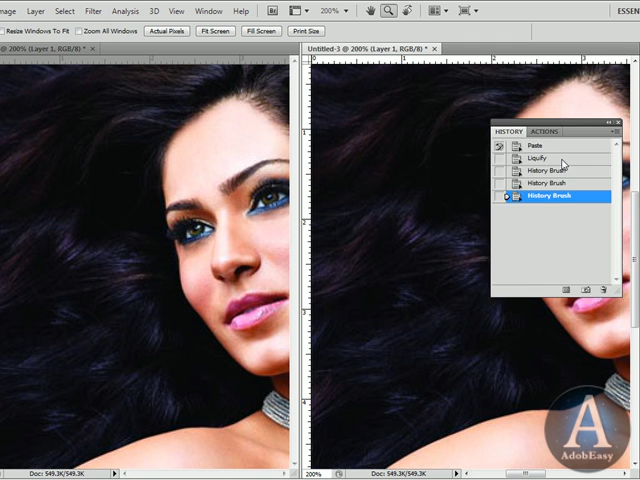 mage Layer Select Filter Analysis 3D View Window Help
200% ESSEN
Resize Windows To Fit Zoom All Windows Actual Pixels Fit Screen Fill Screen Print Size
@ 200% (Layer 1, RGB/8) * Untitled-3 @ 200% (Layer 1, RGB/8) *
HISTORY ACTIONS
Paste
Liquify
History Brush
History Brush
History Brush
A
AdobEasy
Doc: 549.3K/549.3K
200% Doc: 549.3K/549.3K